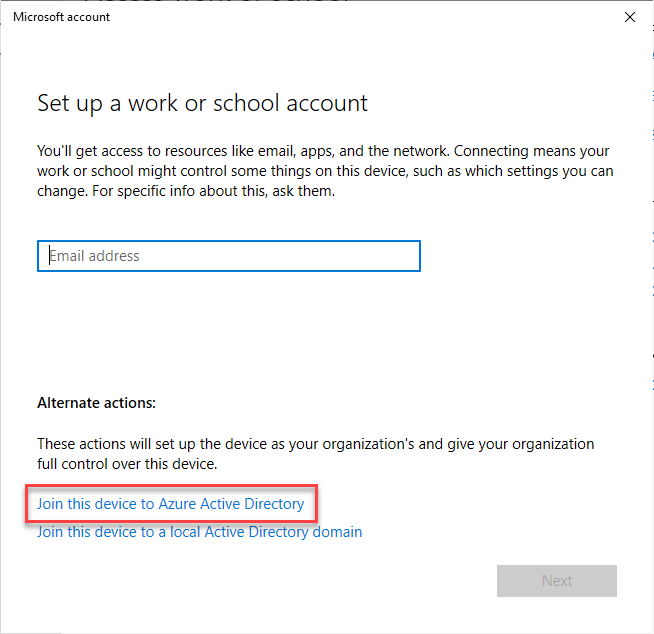 Microsoft account
Set up a work or school account
You'll get access to resources like email, apps, and the network. Connecting means your
work or school might control some things on this device, such as which settings you can
change. For specific info about this, ask them.
Email address
Alternate actions:
These actions will set up the device as your organization's and give your organization
full control over this device.
Join this device to Azure Active Directory
Join this device to a local Active Directory domain
Next